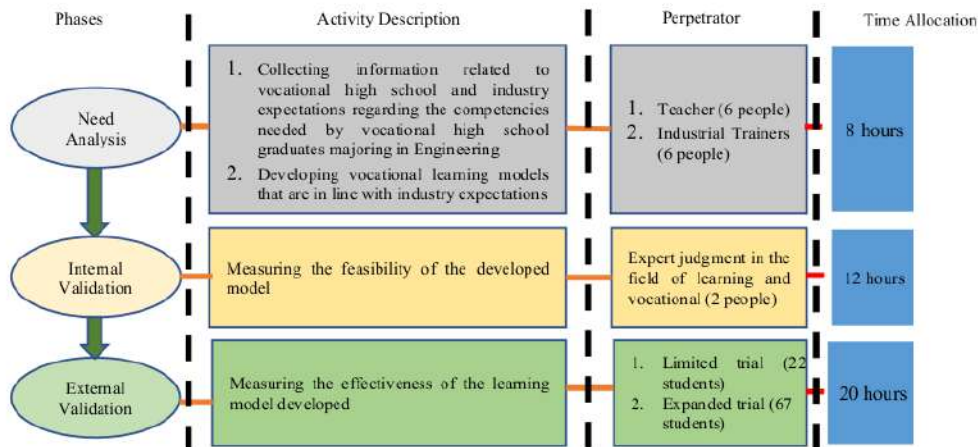 Phases
Activity Description
Perpetrator
Time Allocation
Need
Analysis
1. Collecting information related to
vocational high school and industry
expectations regarding the competencies
needed by vocational high school
graduates majoring in Engineering
2. Developing vocational learning models
that are in line with industry expectations
1. Teacher (6 people)
2. Industrial Trainers
(6 people)
8 hours
Internal
Validation
Measuring the feasibility of the developed
model
Expert judgment in the
field of learning and
vocational (2 people)
12 hours
External
Validation
Measuring the effectiveness of the learning
model developed
1. Limited trial (22
students)
2. Expanded trial (67
students)
20 hours